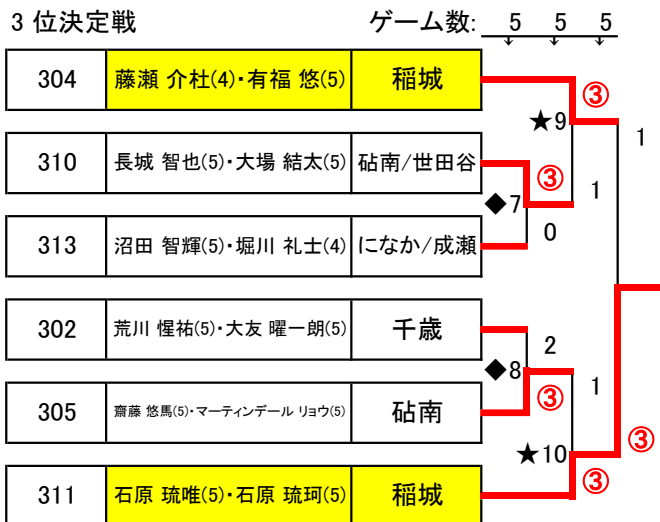 3 位決定戦 ゲーム数: 5 5 5
304 藤瀬 介杜(4)・有福 悠(5) 稲城
③
★9
1
310 長城 智也(5)・大場 結太(5) 砧南/世田谷
③
1
◆7
0
313 沼田 智輝(5)・堀川 礼士(4) になか/成瀬
302 荒川 惺祐(5)・大友 曜一朗(5) 千歳
2
◆8
1
③
305 齋藤 悠馬(5)・マーティンデール リョウ(5) 砧南
③
★10
③
311 石原 琉唯(5)・石原 琉珂(5) 稲城